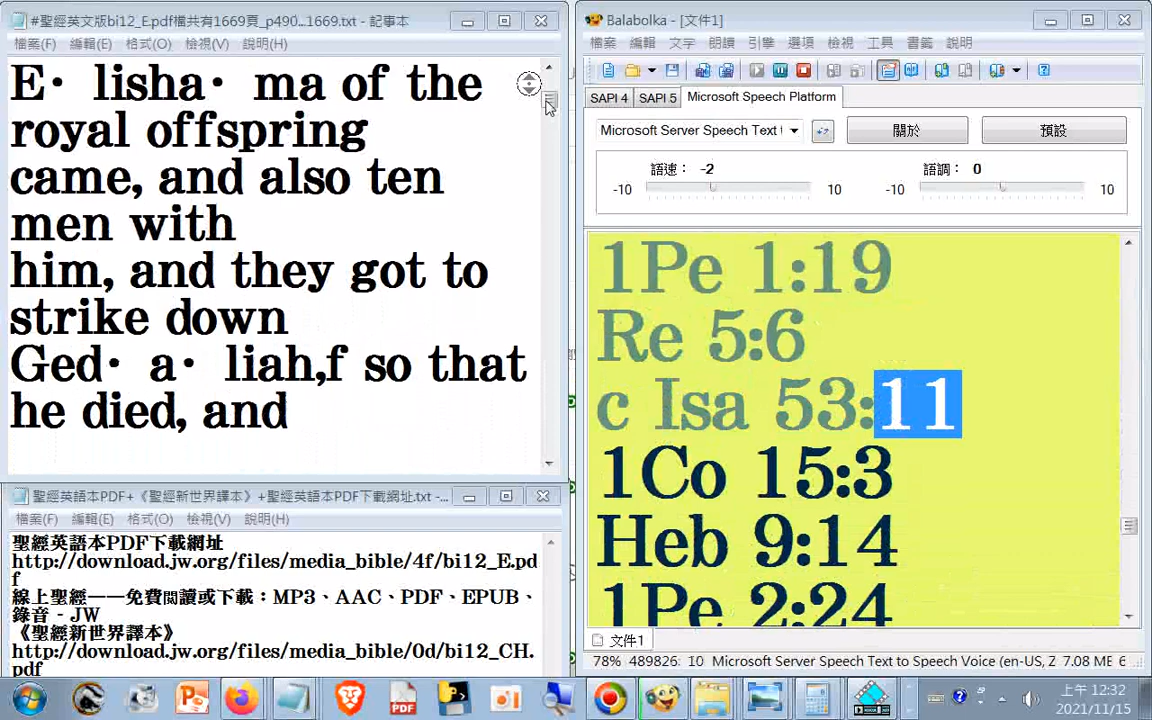 #聖經英文版bi12_E.pdf檔共有1669頁_p490...1669.txt - 記事本
檔案(F) 編輯(E) 格式(O) 檢視(V) 說明(H)
E· lisha· ma of the
royal offspring
came, and also ten
men with
him, and they got to
strike down
Ged· a· liah,f so that
he died, and
聖經英語本PDF+《聖經新世界譯本》+聖經英語本PDF下載網址.txt -...
檔案(F) 編輯(E) 格式(O) 檢視(V) 說明(H)
聖經英語本PDF下載網址
http://download.jw.org/files/media_bible/4f/bi12_E.pd
f
線上聖經——免費閱讀或下載：MP3、AAC、PDF、EPUB、
錄音 - JW
《聖經新世界譯本》
http://download.jw.org/files/media_bible/0d/bi12_CH.
pdf
Balabolka - [文件1]
檔案 編輯 文字 朗讀 引擎 選項 檢視 工具 書籤 說明
SAPI 4 SAPI 5 Microsoft Speech Platform
Microsoft Server Speech Text 關於 預設
語速： -2 語調： 0
-10 10 -10 10
1Pe 1:19
Re 5:6
c Isa 53:11
1Co 15:3
Heb 9:14
1Pe 2:24
文件1
78% 489826: 10 Microsoft Server Speech Text to Speech Voice (en-US, Z 7.08 ME 6
上午 12:32
2021/11/15